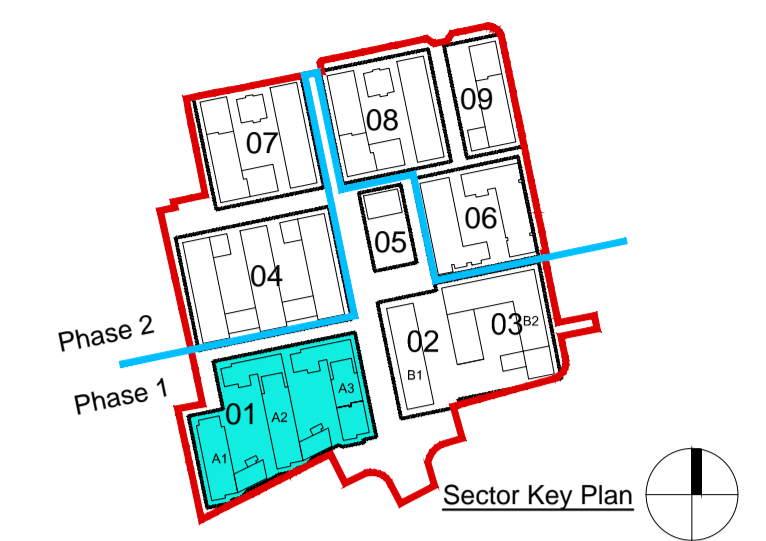 09
08
07
06
05
04
Phase 2
02
03
B2
B1
Phase 1
A3
01
A2
A1
Sector Key Plan